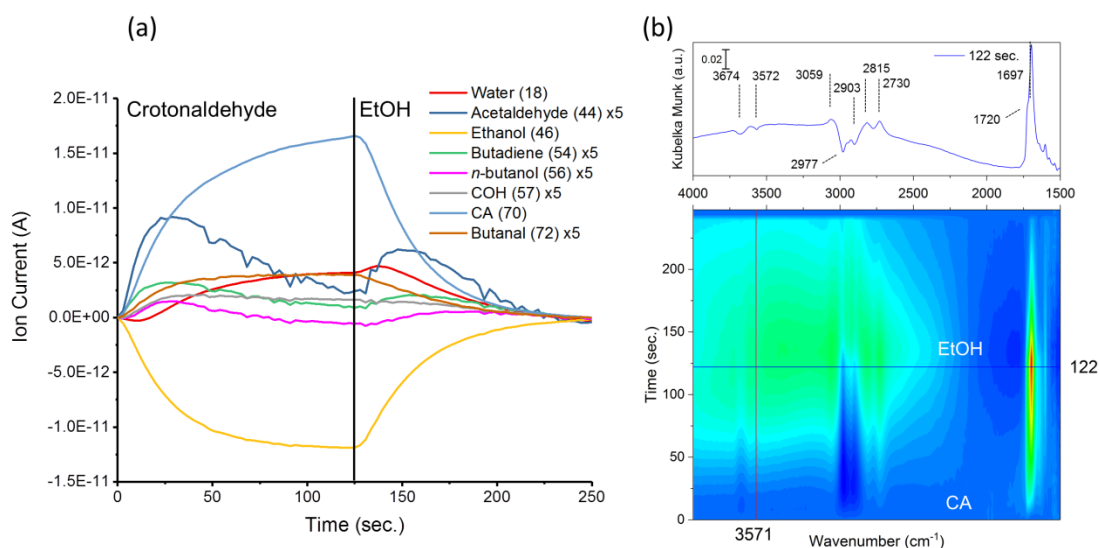 (a)
Crotonaldehyde
EtOH
Water (18)
Acetaldehyde (44) x5
Ethanol (46)
Butadiene (54) x5
n-butanol (56) x5
COH (57) x5
CA (70)
Butanal (72) x5
Ion Current (A)
2.0E-11
1.5E-11
1.0E-11
5.0E-12
0.0E+00
-5.0E-12
-1.0E-11
-1.5E-11
0
50
100
150
200
250
Time (sec.)
(b)
Kubelka Munk (a.u.)
0.02
122 sec.
3674
3572
3059
2903
2815
2730
1697
1720
2977
4000
3500
3000
2500
2000
1500
Time (sec.)
200
150
100
50
0
EtOH
122
CA
3571
Wavenumber (cm-1)